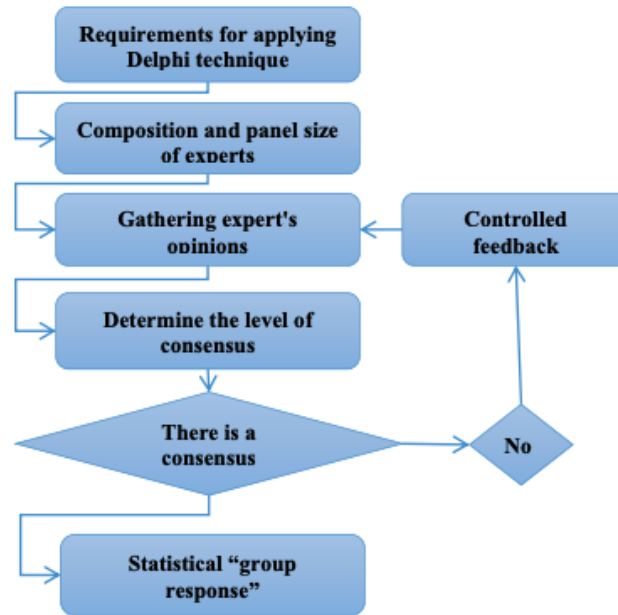 Requirements for applying
Delphi technique
Composition and panel size
of experts
Gathering expert's
opinions
Controlled
feedback
Determine the level of
consensus
There is a
consensus
No
Statistical “group
response”